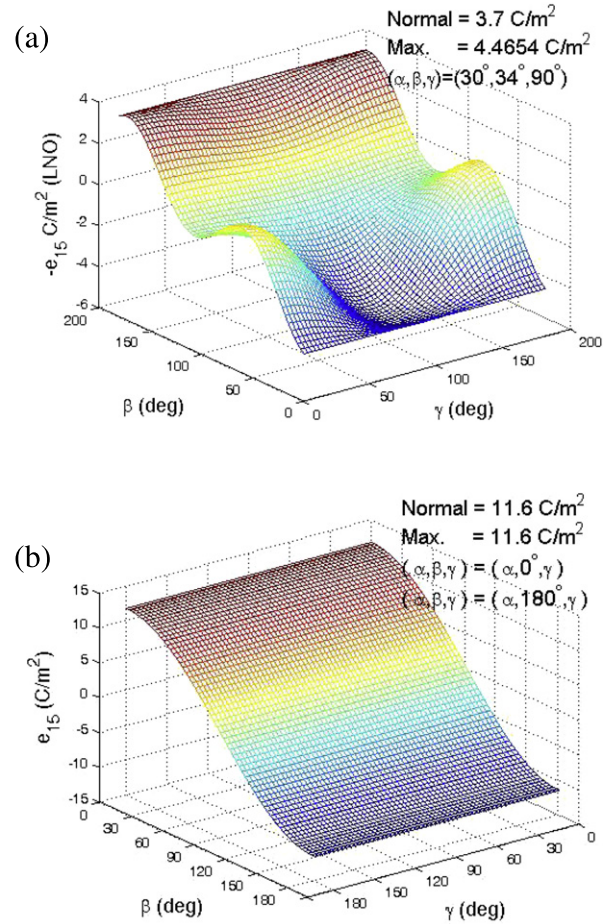 (a)
Normal = 3.7 C/m²
Max. = 4.4654 C/m²
(α,β,γ)=(30°,34°,90°)
4
2
0
-2
-4
-6
-e₁₅ C/m² (LNO)
200
150
100
50
0
β (deg)
0
50
100
150
200
γ (deg)
(b)
Normal = 11.6 C/m²
Max. = 11.6 C/m²
( α,β,γ ) = ( α,0°,γ )
( α,β,γ ) = ( α,180°,γ )
15
10
5
0
-5
-10
-15
e₁₅ (C/m²)
0
30
60
90
120
150
180
β (deg)
180
150
120
90
60
30
0
γ (deg)